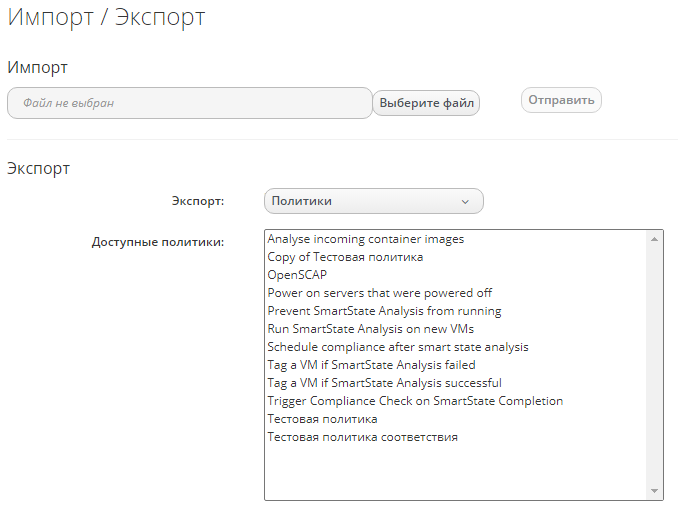 Импорт / Экспорт
Импорт
Файл не выбран
Выберите файл
Отправить
Экспорт
Экспорт:
Политики
Доступные политики:
Analyse incoming container images
Copy of Тестовая политика
OpenSCAP
Power on servers that were powered off
Prevent SmartState Analysis from running
Run SmartState Analysis on new VMs
Schedule compliance after smart state analysis
Tag a VM if SmartState Analysis failed
Tag a VM if SmartState Analysis successful
Trigger Compliance Check on SmartState Completion
Тестовая политика
Тестовая политика соответствия